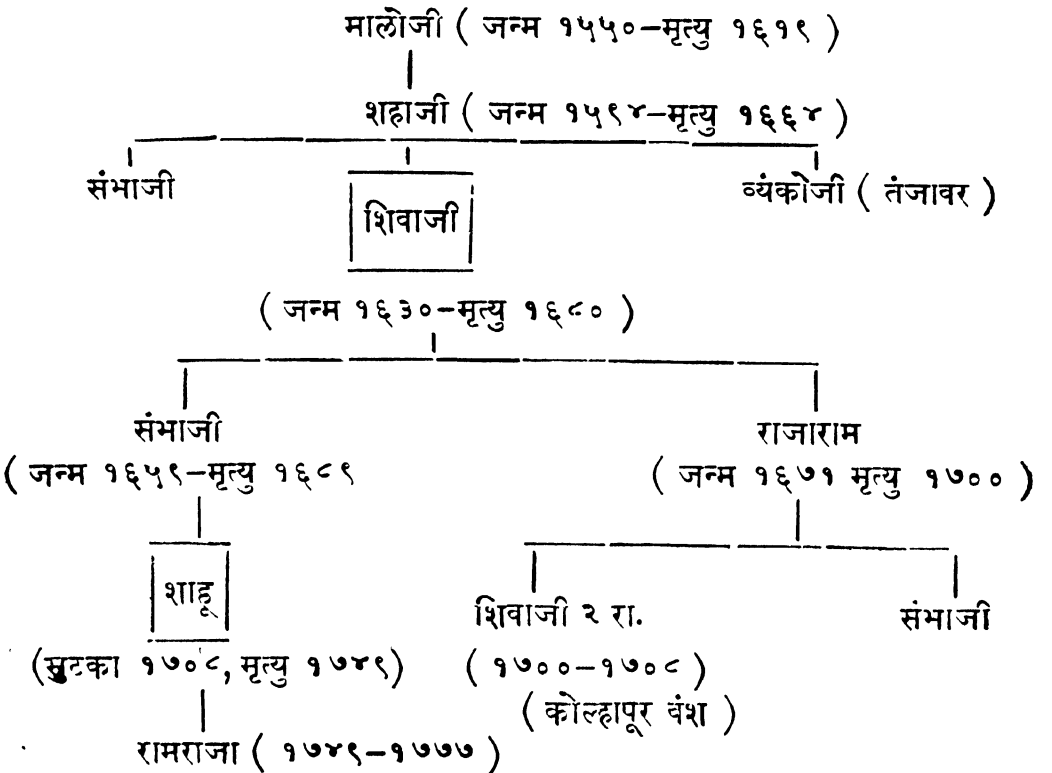 मालोजी ( जन्म १५५०–मृत्यु १६१९ )
शहाजी ( जन्म १५९४–मृत्यु १६६४ )
संभाजी
शिवाजी
व्यंकोजी ( तंजावर )
( जन्म १६३०–मृत्यु १६८० )
संभाजी
राजाराम
( जन्म १६५९–मृत्यु १६८९
( जन्म १६७१ मृत्यु १७०० )
शाहू
शिवाजी २ रा.
संभाजी
(सुटका १७०८, मृत्यु १७४९)
( १७००–१७०८ )
( कोल्हापूर वंश )
रामराजा ( १७४९–१७७७ )